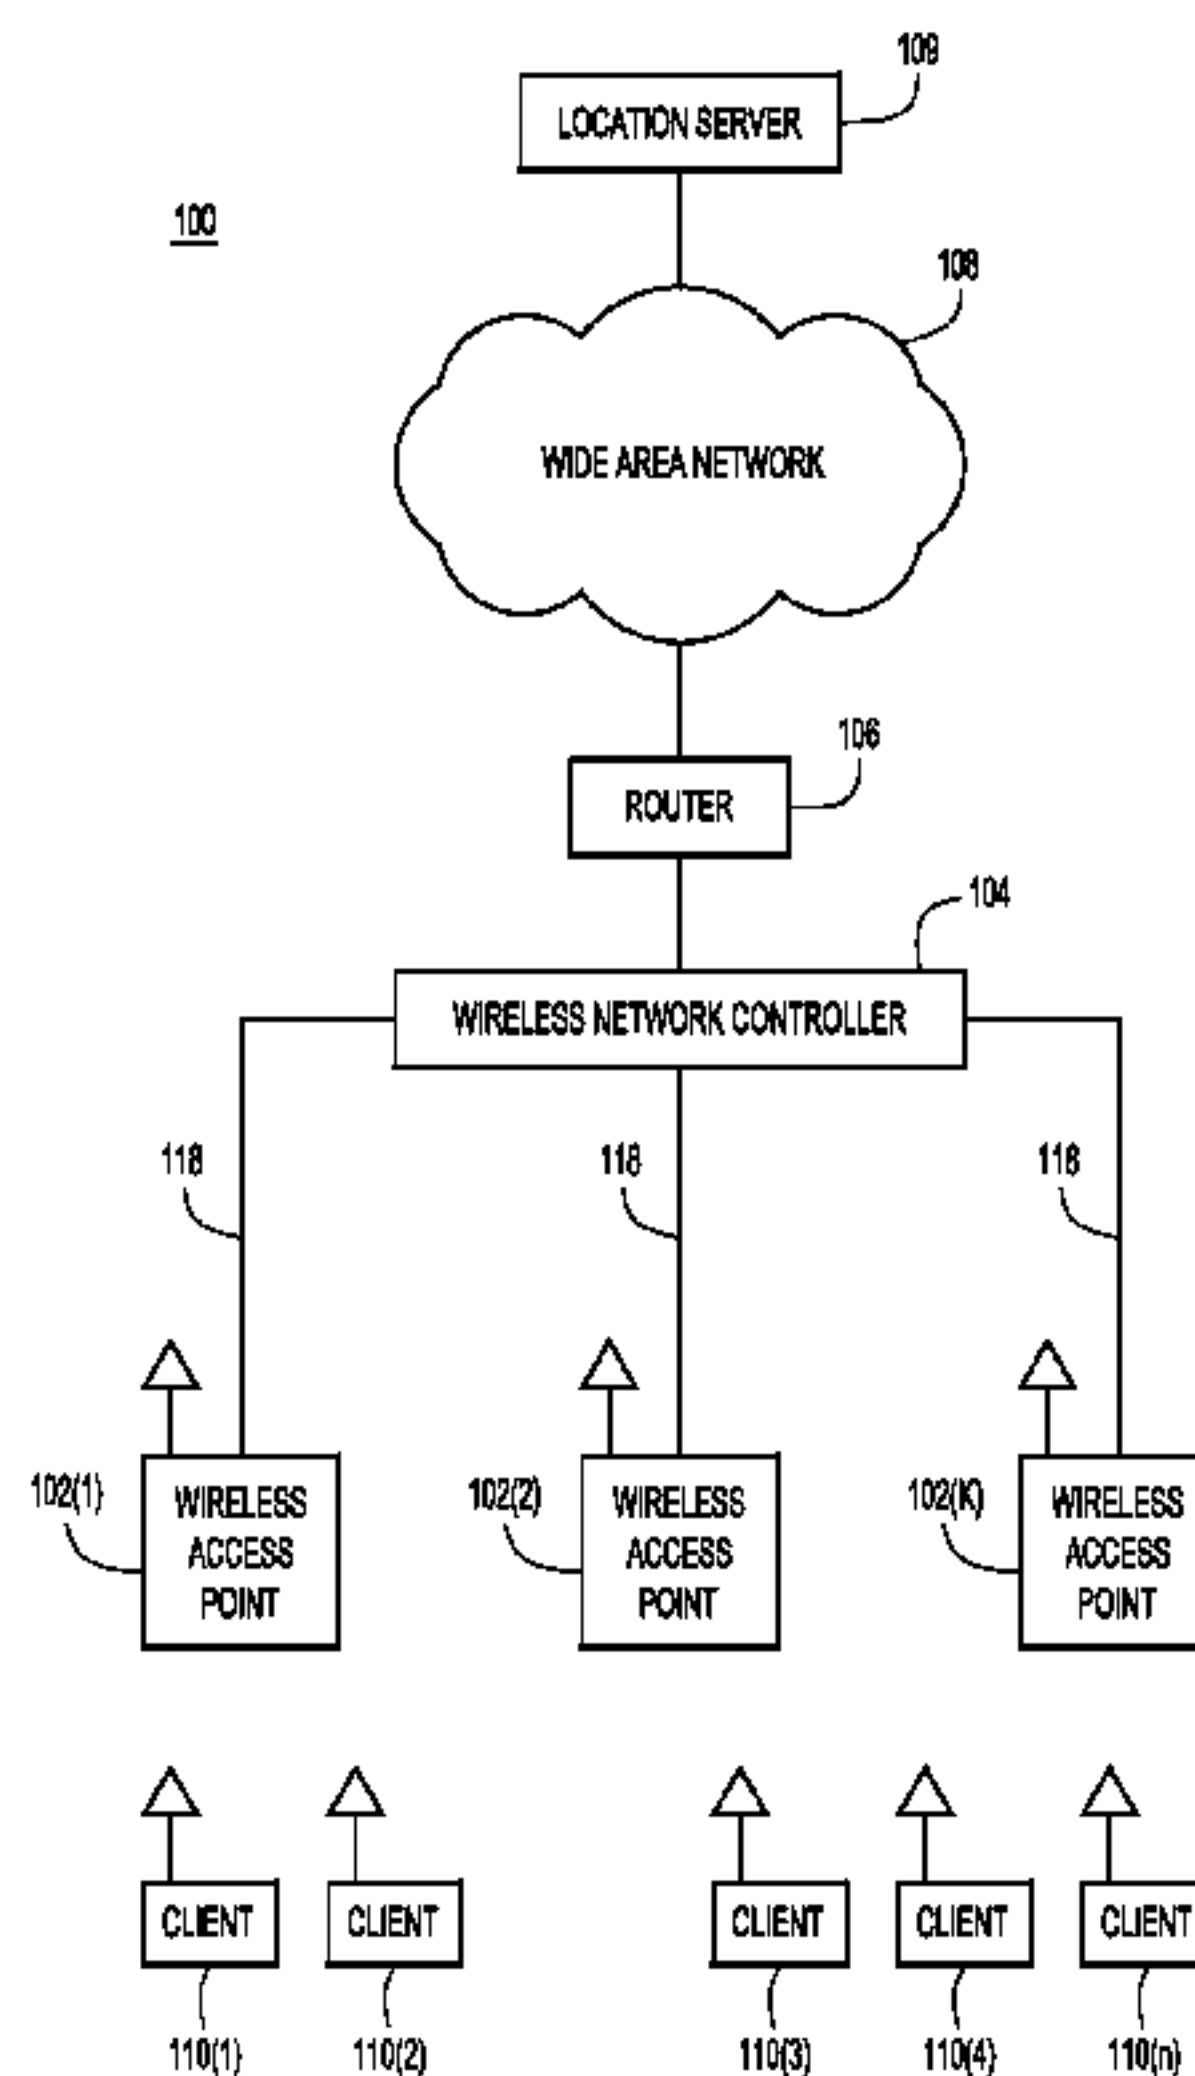 109
LOCATION SERVER
100
108
WIDE AREA NETWORK
106
ROUTER
104
WIRELESS NETWORK CONTROLLER
118 118 118
102(1) 102(2) 102(K)
WIRELESS WIRELESS WIRELESS
ACCESS ACCESS ACCESS
POINT POINT POINT
CLIENT CLIENT CLIENT CLIENT CLIENT
110(1) 110(2) 110(3) 110(4) 110(n)